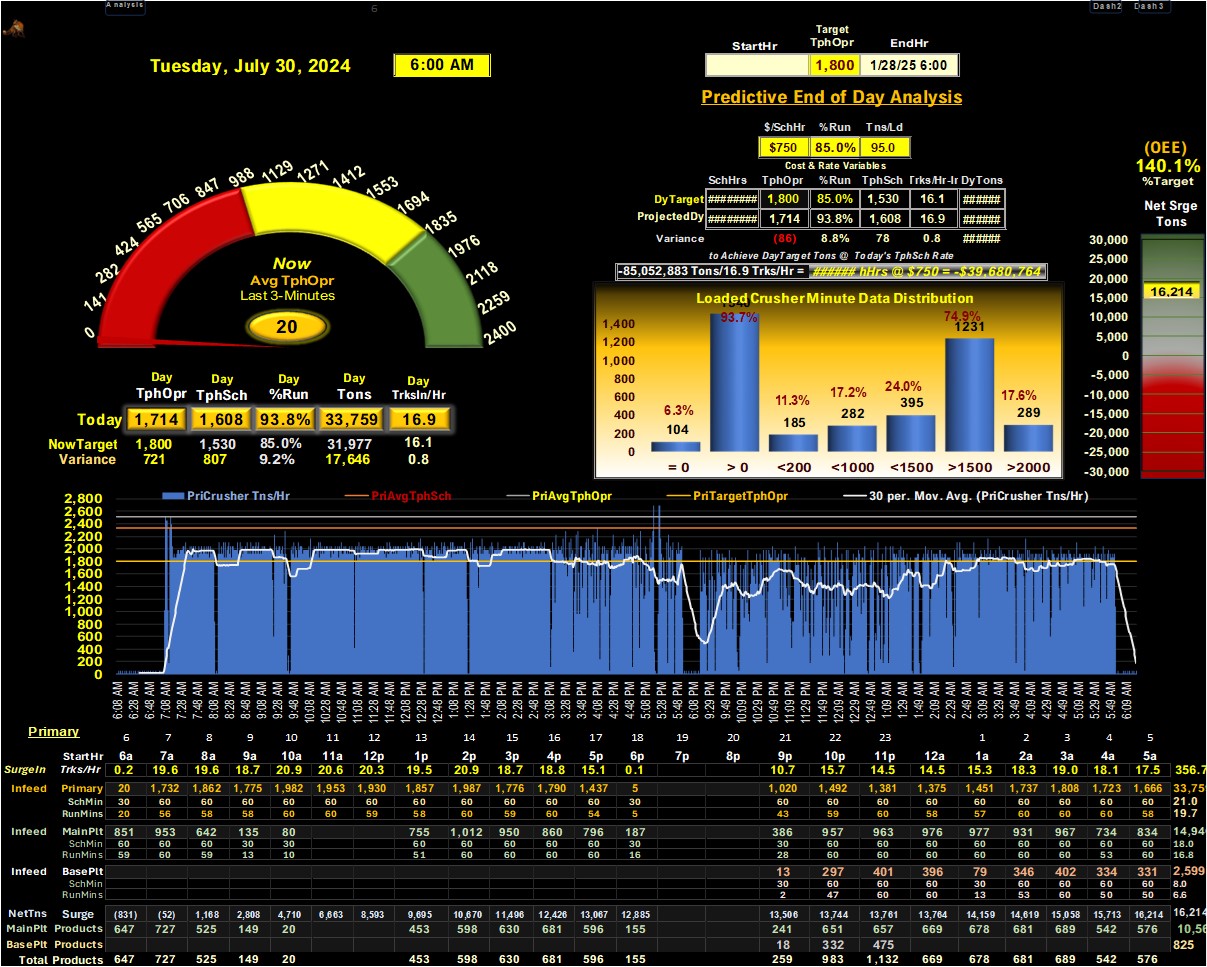 Analysis
6
Dash2 Dash3
Target
StartHr TphOpr EndHr
Tuesday, July 30, 2024 6:00 AM
1,800 1/28/25 6:00
Predictive End of Day Analysis
$/SchHr %Run Tns/Ld
$750 85.0% 95.0
Cost & Rate Variables
SchHrs TphOpr %Run TphSch Trks/Hr-Ir DyTons
DyTarget ######## 1,800 85.0% 1,530 16.1 ######
ProjectedDy ######## 1,714 93.8% 1,608 16.9 ######
Variance (86) 8.8% 78 0.8 ######
to Achieve DayTarget Tons @ Today's TphSch Rate
-85,052,883 Tons/16.9 Trks/Hr = ###### hHrs @ $750 = -$39,680,764
(OEE)
140.1%
%Target
Net Srge
Tons
30,000
25,000
20,000
16,214
15,000
10,000
5,000
0
-5,000
-10,000
-15,000
-20,000
-25,000
-30,000
0 141 282 424 565 706 847 988 1129 1271 1412 1553 1694 1835 1976 2118 2259 2400
Now
Avg TphOpr
Last 3-Minutes
20
Day Day Day Day Day
TphOpr TphSch %Run Tons TrksIn/Hr
Today 1,714 1,608 93.8% 33,759 16.9
NowTarget 1,800 1,530 85.0% 31,977 16.1
Variance 721 807 9.2% 17,646 0.8
Loaded Crusher Minute Data Distribution
1,400
1,200
1,000
800
600
400
200
0
6.3% 93.7% 11.3% 17.2% 24.0% 74.9% 17.6%
104 1540 185 282 395 1231 289
= 0 > 0 <200 <1000 <1500 >1500 >2000
PriCrusher Tns/Hr PriAvgTphSch PriAvgTphOpr PriTargetTphOpr 30 per. Mov. Avg. (PriCrusher Tns/Hr)
2,800
2,600
2,400
2,200
2,000
1,800
1,600
1,400
1,200
1,000
800
600
400
200
0
6:08 AM 6:28 AM 6:48 AM 7:08 AM 7:28 AM 7:48 AM 8:08 AM 8:28 AM 8:48 AM 9:08 AM 9:28 AM 9:48 AM 10:08 AM 10:28 AM 10:48 AM 11:08 AM 11:28 AM 11:48 AM 12:08 PM 12:28 PM 12:48 PM 1:08 PM 1:28 PM 1:48 PM 2:08 PM 2:28 PM 2:48 PM 3:08 PM 3:28 PM 3:48 PM 4:08 PM 4:28 PM 4:48 PM 5:08 PM 5:28 PM 5:48 PM 6:08 PM 9:29 PM 9:49 PM 10:09 PM 10:29 PM 10:49 PM 11:09 PM 11:29 PM 11:49 PM 12:09 AM 12:29 AM 12:49 AM 1:09 AM 1:29 AM 1:49 AM 2:09 AM 2:29 AM 2:49 AM 3:09 AM 3:29 AM 3:49 AM 4:09 AM 4:29 AM 4:49 AM 5:09 AM 5:29 AM 5:49 AM 6:09 AM
Primary 6 7 8 9 10 11 12 13 14 15 16 17 18 19 20 21 22 23 1 2 3 4 5
StartHr 6a 7a 8a 9a 10a 11a 12p 1p 2p 3p 4p 5p 6p 7p 8p 9p 10p 11p 12a 1a 2a 3a 4a 5a
SurgeIn Trks/Hr 0.2 19.6 19.6 18.7 20.9 20.6 20.3 19.5 20.9 18.7 18.8 15.1 0.1 10.7 15.7 14.5 14.5 15.3 18.3 19.0 18.1 17.5 356.7
Infeed Primary 20 1,732 1,862 1,775 1,982 1,953 1,930 1,857 1,987 1,776 1,790 1,437 5 1,020 1,492 1,381 1,375 1,451 1,737 1,808 1,723 1,666 33,75
SchMin 30 60 60 60 60 60 60 60 60 60 60 60 30 60 60 60 60 60 60 60 60 60 21.0
RunMins 20 56 58 58 60 60 59 58 58 60 59 54 5 43 59 60 58 57 60 60 60 58 19.7
Infeed MainPlt 851 953 642 135 80 755 1,012 950 860 796 187 386 957 963 976 977 931 967 734 834 14,94
SchMin 60 60 60 30 30 60 60 60 60 60 30 60 60 60 60 60 60 60 60 60 18.0
RunMins 59 60 59 13 10 51 60 60 60 60 16 28 60 60 60 60 60 60 53 60 16.8
Infeed BasePlt 13 297 401 396 79 346 402 334 331 2,599
SchMin 30 60 60 60 30 60 60 60 60 8.0
RunMins 2 47 60 60 13 53 60 50 50 6.6
NetTns Surge (831) (52) 1,168 2,808 4,710 6,663 8,593 9,695 10,670 11,496 12,426 13,067 12,885 13,506 13,744 13,761 13,764 14,159 14,619 15,058 15,713 16,214 16,214
MainPlt Products 647 727 525 149 20 453 598 630 681 596 155 241 651 657 669 678 681 689 542 576 10,56
BasePlt Products 18 332 475 825
Total Products 647 727 525 149 20 453 598 630 681 596 155 259 983 1,132 669 678 681 689 542 576